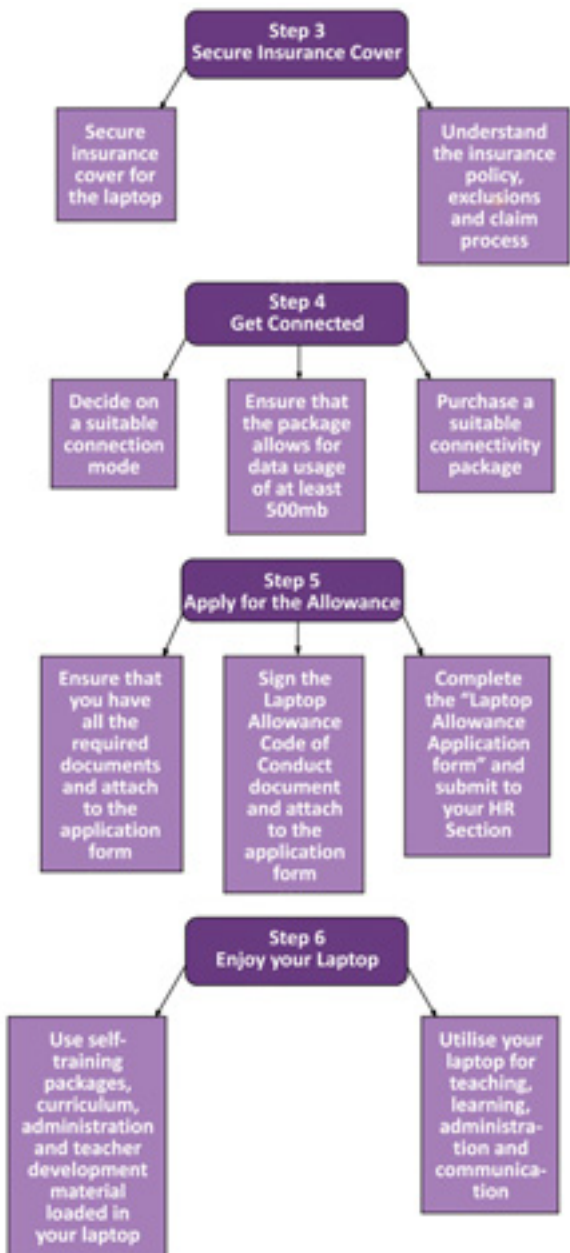 Step 3
Secure Insurance Cover
Secure
insurance
cover for
the laptop
Understand
the insurance
policy,
exclusions
and claim
process
Step 4
Get Connected
Decide on
a suitable
connection
mode
Ensure that
the package
allows for
data usage
of at least
500mb
Purchase a
suitable
connectivity
package
Step 5
Apply for the Allowance
Ensure that
you have
all the
required
documents
and attach
to the
application
form
Sign the
Laptop
Allowance
Code of
Conduct
document
and attach
to the
application
form
Complete
the “Laptop
Allowance
Application
form” and
submit to
your HR
Section
Step 6
Enjoy your Laptop
Use self-
training
packages,
curriculum,
administration
and teacher
development
material
loaded in
your laptop
Utilise your
laptop for
teaching,
learning,
administra-
tion and
communica-
tion